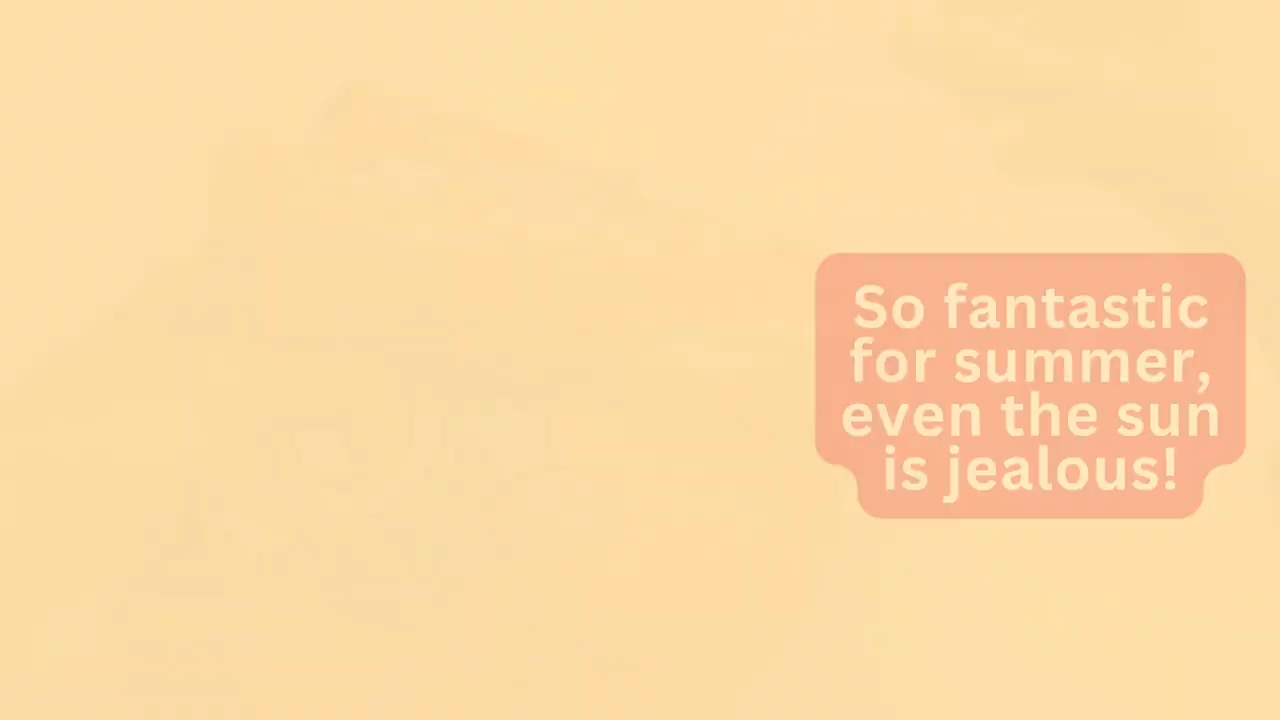 So fantastic
for summer,
even the sun
is jealous!